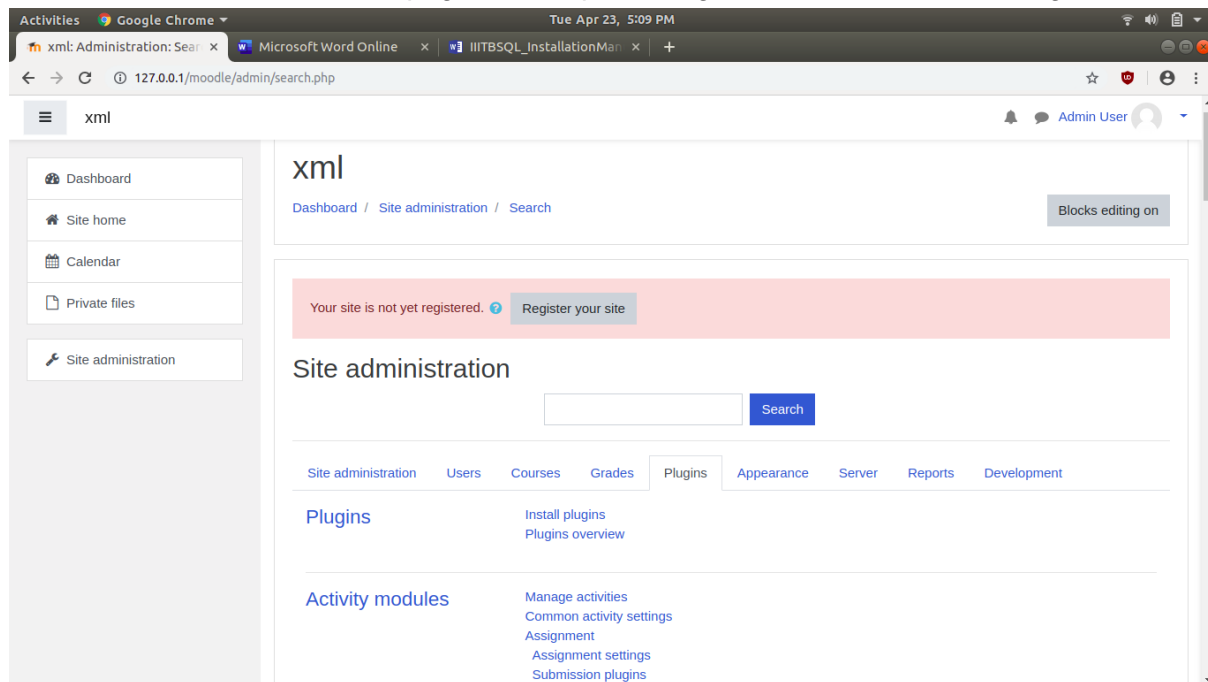 Activities Google Chrome Tue Apr 23, 5:09 PM
xml: Administration: Sear × Microsoft Word Online × IIITBSQL_InstallationMan × +
127.0.0.1/moodle/admin/search.php
xml Admin User
Dashboard
Site home
Calendar
Private files
Site administration
xml
Dashboard / Site administration / Search
Blocks editing on
Your site is not yet registered. Register your site
Site administration
Search
Site administration Users Courses Grades Plugins Appearance Server Reports Development
Plugins
Install plugins
Plugins overview
Activity modules
Manage activities
Common activity settings
Assignment
Assignment settings
Submission plugins